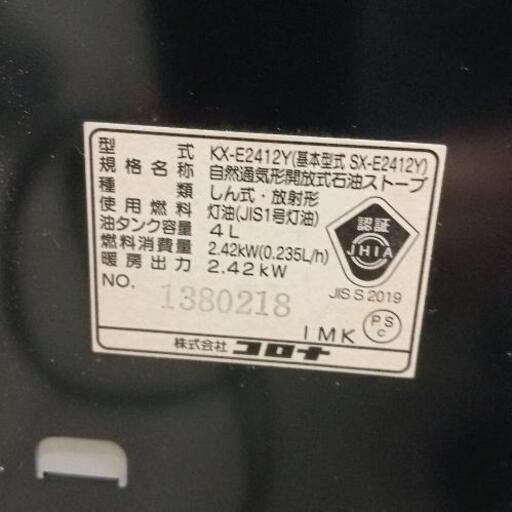 型式 KX-E2412Y(基本型式 SX-E2412Y)
規格名称 自然通気形開放式石油ストーブ
種類 しん式・放射形
使用燃料 灯油(JIS1号灯油)
油タンク容量 4L
燃料消費量 2.42kW(0.235L/h)
暖房出力 2.42kW
NO. 1380218
認証
JHIA
JIS S 2019
IMK
PS
C
株式会社コロナ